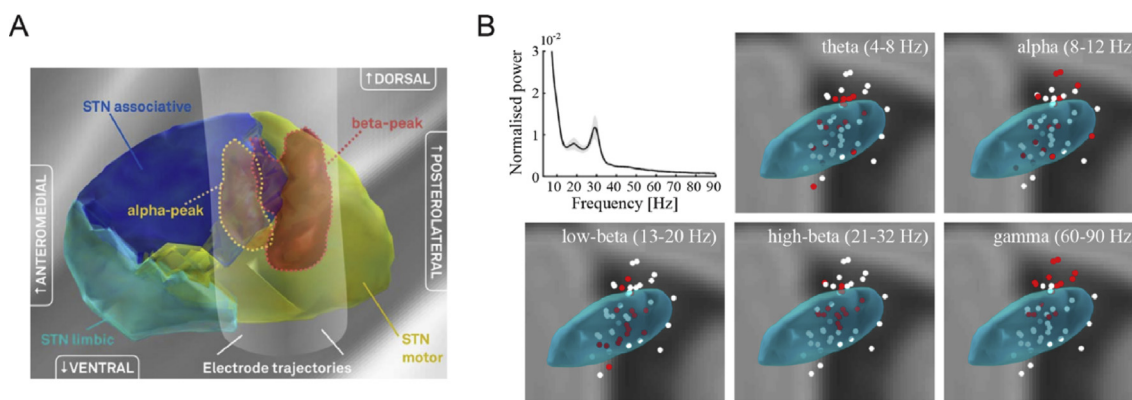 A
↑DORSAL
STN associative
beta-peak
↑POSTEROLATERAL
alpha-peak
↑ANTEROMEDIAL
STN limbic
STN
motor
↓VENTRAL
Electrode trajectories
B
3 10-2
2
1
0
Normalised power
10 20 30 40 50 60 70 80 90
Frequency [Hz]
theta (4-8 Hz)
alpha (8-12 Hz)
low-beta (13-20 Hz)
high-beta (21-32 Hz)
gamma (60-90 Hz)